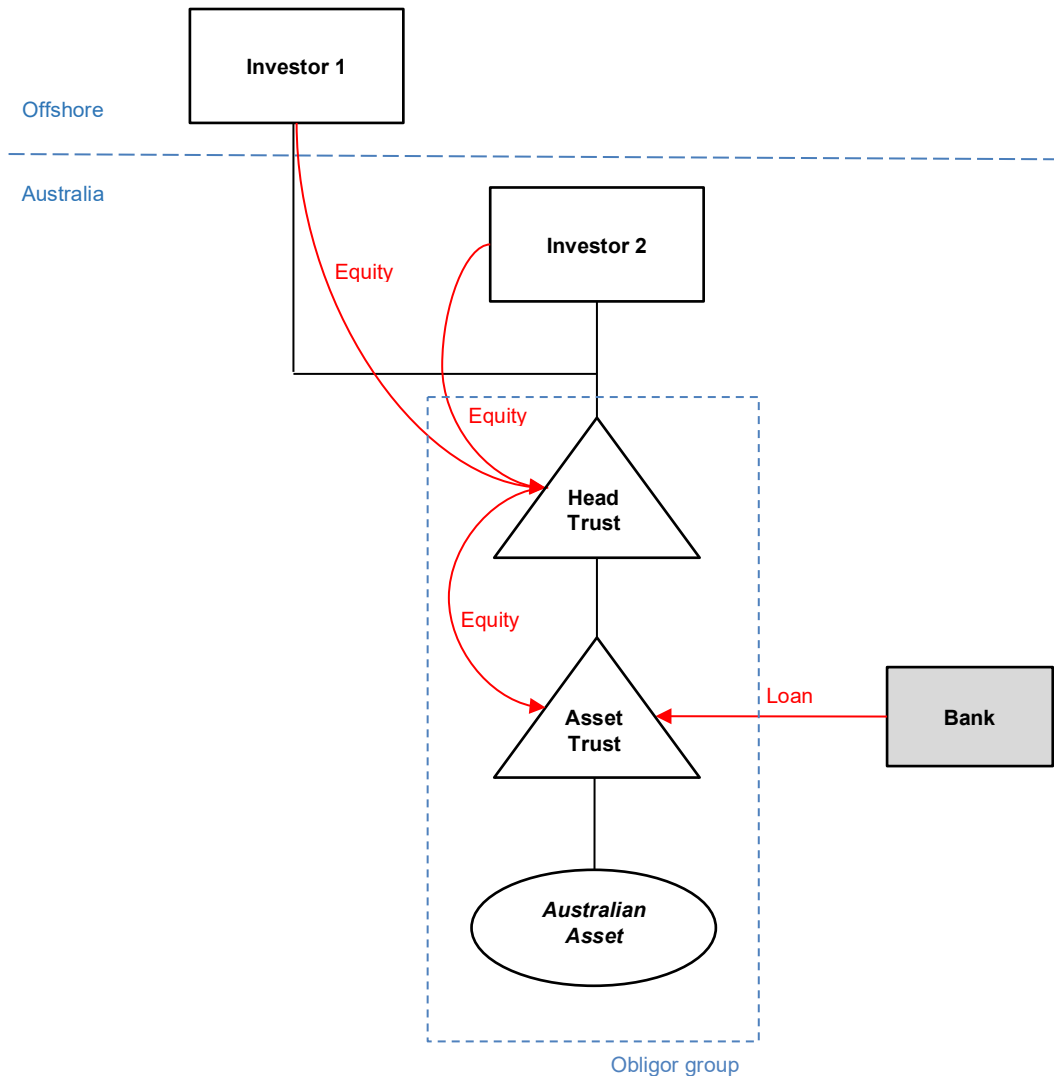 Investor 1
Offshore
Australia
Investor 2
Equity
Equity
Head
Trust
Equity
Loan
Asset
Trust
Bank
Australian
Asset
Obligor group